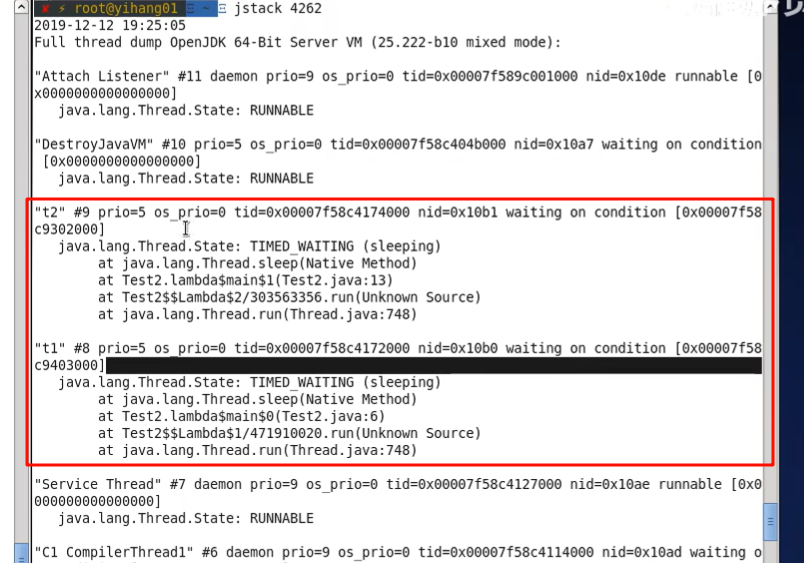 root@yihang01 ~ jstack 4262
2019-12-12 19:25:05
Full thread dump OpenJDK 64-Bit Server VM (25.222-b10 mixed mode):
"Attach Listener" #11 daemon prio=9 os_prio=0 tid=0x00007f589c001000 nid=0x10de runnable [0
x0000000000000000]
java.lang.Thread.State: RUNNABLE
"DestroyJavaVM" #10 prio=5 os_prio=0 tid=0x00007f58c404b000 nid=0x10a7 waiting on condition
[0x0000000000000000]
java.lang.Thread.State: RUNNABLE
"t2" #9 prio=5 os_prio=0 tid=0x00007f58c4174000 nid=0x10b1 waiting on condition [0x00007f58
c9302000]
java.lang.Thread.State: TIMED_WAITING (sleeping)
at java.lang.Thread.sleep(Native Method)
at Test2.lambda$main$1(Test2.java:13)
at Test2$$Lambda$2/303563356.run(Unknown Source)
at java.lang.Thread.run(Thread.java:748)
"t1" #8 prio=5 os_prio=0 tid=0x00007f58c4172000 nid=0x10b0 waiting on condition [0x00007f58
c9403000]
java.lang.Thread.State: TIMED_WAITING (sleeping)
at java.lang.Thread.sleep(Native Method)
at Test2.lambda$main$0(Test2.java:6)
at Test2$$Lambda$1/471910020.run(Unknown Source)
at java.lang.Thread.run(Thread.java:748)
"Service Thread" #7 daemon prio=9 os_prio=0 tid=0x00007f58c4127000 nid=0x10ae runnable [0x0
000000000000000]
java.lang.Thread.State: RUNNABLE
"C1 CompilerThread1" #6 daemon prio=9 os_prio=0 tid=0x00007f58c4114000 nid=0x10ad waiting o